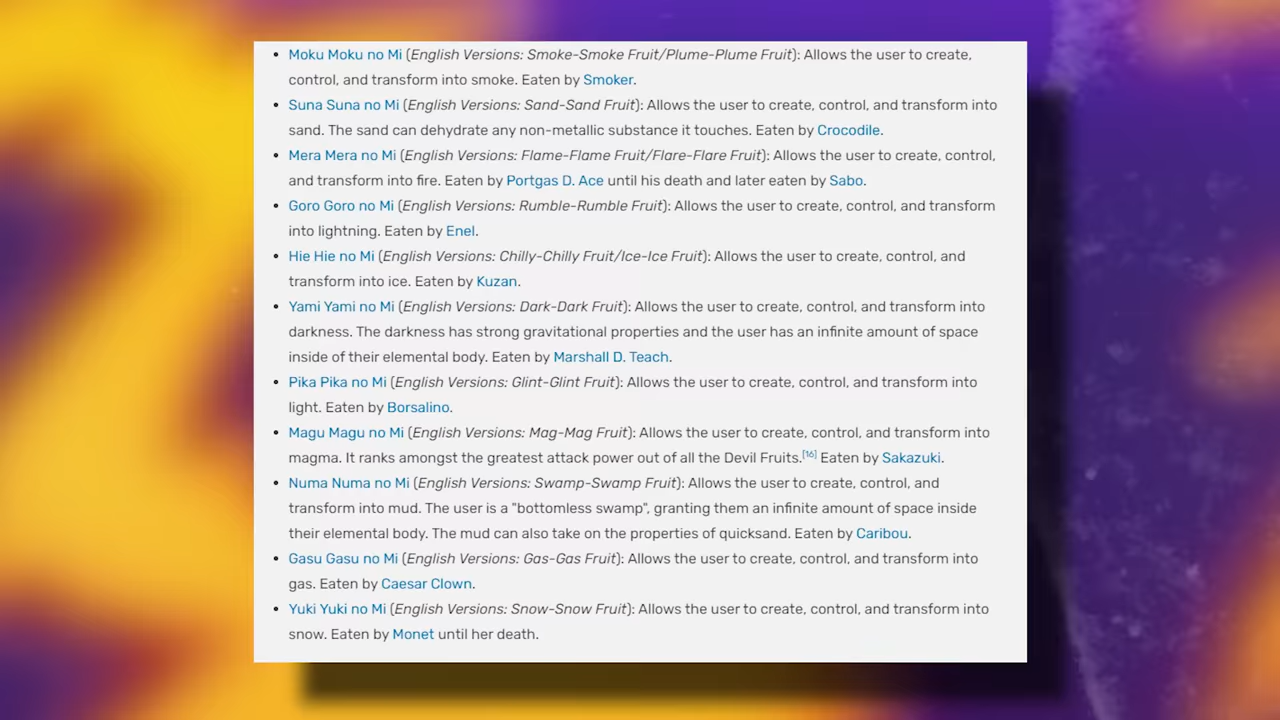 Moku Moku no Mi (English Versions: Smoke-Smoke Fruit/Plume-Plume Fruit): Allows the user to create,
control, and transform into smoke. Eaten by Smoker.
Suna Suna no Mi (English Versions: Sand-Sand Fruit): Allows the user to create, control, and transform into
sand. The sand can dehydrate any non-metallic substance it touches. Eaten by Crocodile.
Mera Mera no Mi (English Versions: Flame-Flame Fruit/Flare-Flare Fruit): Allows the user to create, control,
and transform into fire. Eaten by Portgas D. Ace until his death and later eaten by Sabo.
Goro Goro no Mi (English Versions: Rumble-Rumble Fruit): Allows the user to create, control, and transform
into lightning. Eaten by Enel.
Hie Hie no Mi (English Versions: Chilly-Chilly Fruit/Ice-Ice Fruit): Allows the user to create, control, and
transform into ice. Eaten by Kuzan.
Yami Yami no Mi (English Versions: Dark-Dark Fruit): Allows the user to create, control, and transform into
darkness. The darkness has strong gravitational properties and the user has an infinite amount of space
inside of their elemental body. Eaten by Marshall D. Teach.
Pika Pika no Mi (English Versions: Glint-Glint Fruit): Allows the user to create, control, and transform into
light. Eaten by Borsalino.
Magu Magu no Mi (English Versions: Mag-Mag Fruit): Allows the user to create, control, and transform into
magma. It ranks amongst the greatest attack power out of all the Devil Fruits.[16] Eaten by Sakazuki.
Numa Numa no Mi (English Versions: Swamp-Swamp Fruit): Allows the user to create, control, and
transform into mud. The user is a "bottomless swamp", granting them an infinite amount of space inside
their elemental body. The mud can also take on the properties of quicksand. Eaten by Caribou.
Gasu Gasu no Mi (English Versions: Gas-Gas Fruit): Allows the user to create, control, and transform into
gas. Eaten by Caesar Clown.
Yuki Yuki no Mi (English Versions: Snow-Snow Fruit): Allows the user to create, control, and transform into
snow. Eaten by Monet until her death.